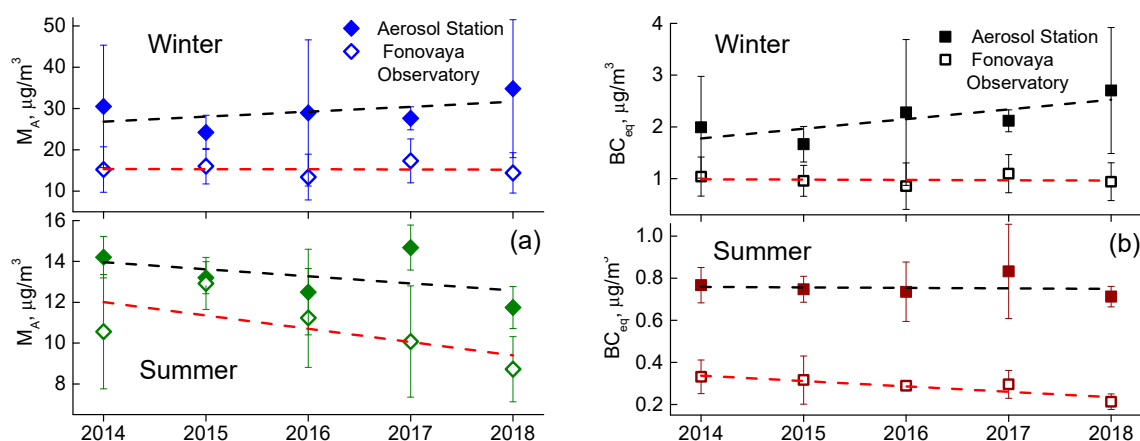 M_A, μg/m³
50
40
30
20
10
Winter
Aerosol Station
Fonovaya
Observatory
M_A, μg/m³
16
14
12
10
8
(a)
Summer
2014 2015 2016 2017 2018
BC_eq, μg/m³
4
3
2
1
Winter
Aerosol Station
Fonovaya
Observatory
BC_eq, μg/m³
1.0
0.8
0.6
0.4
0.2
Summer
(b)
2014 2015 2016 2017 2018